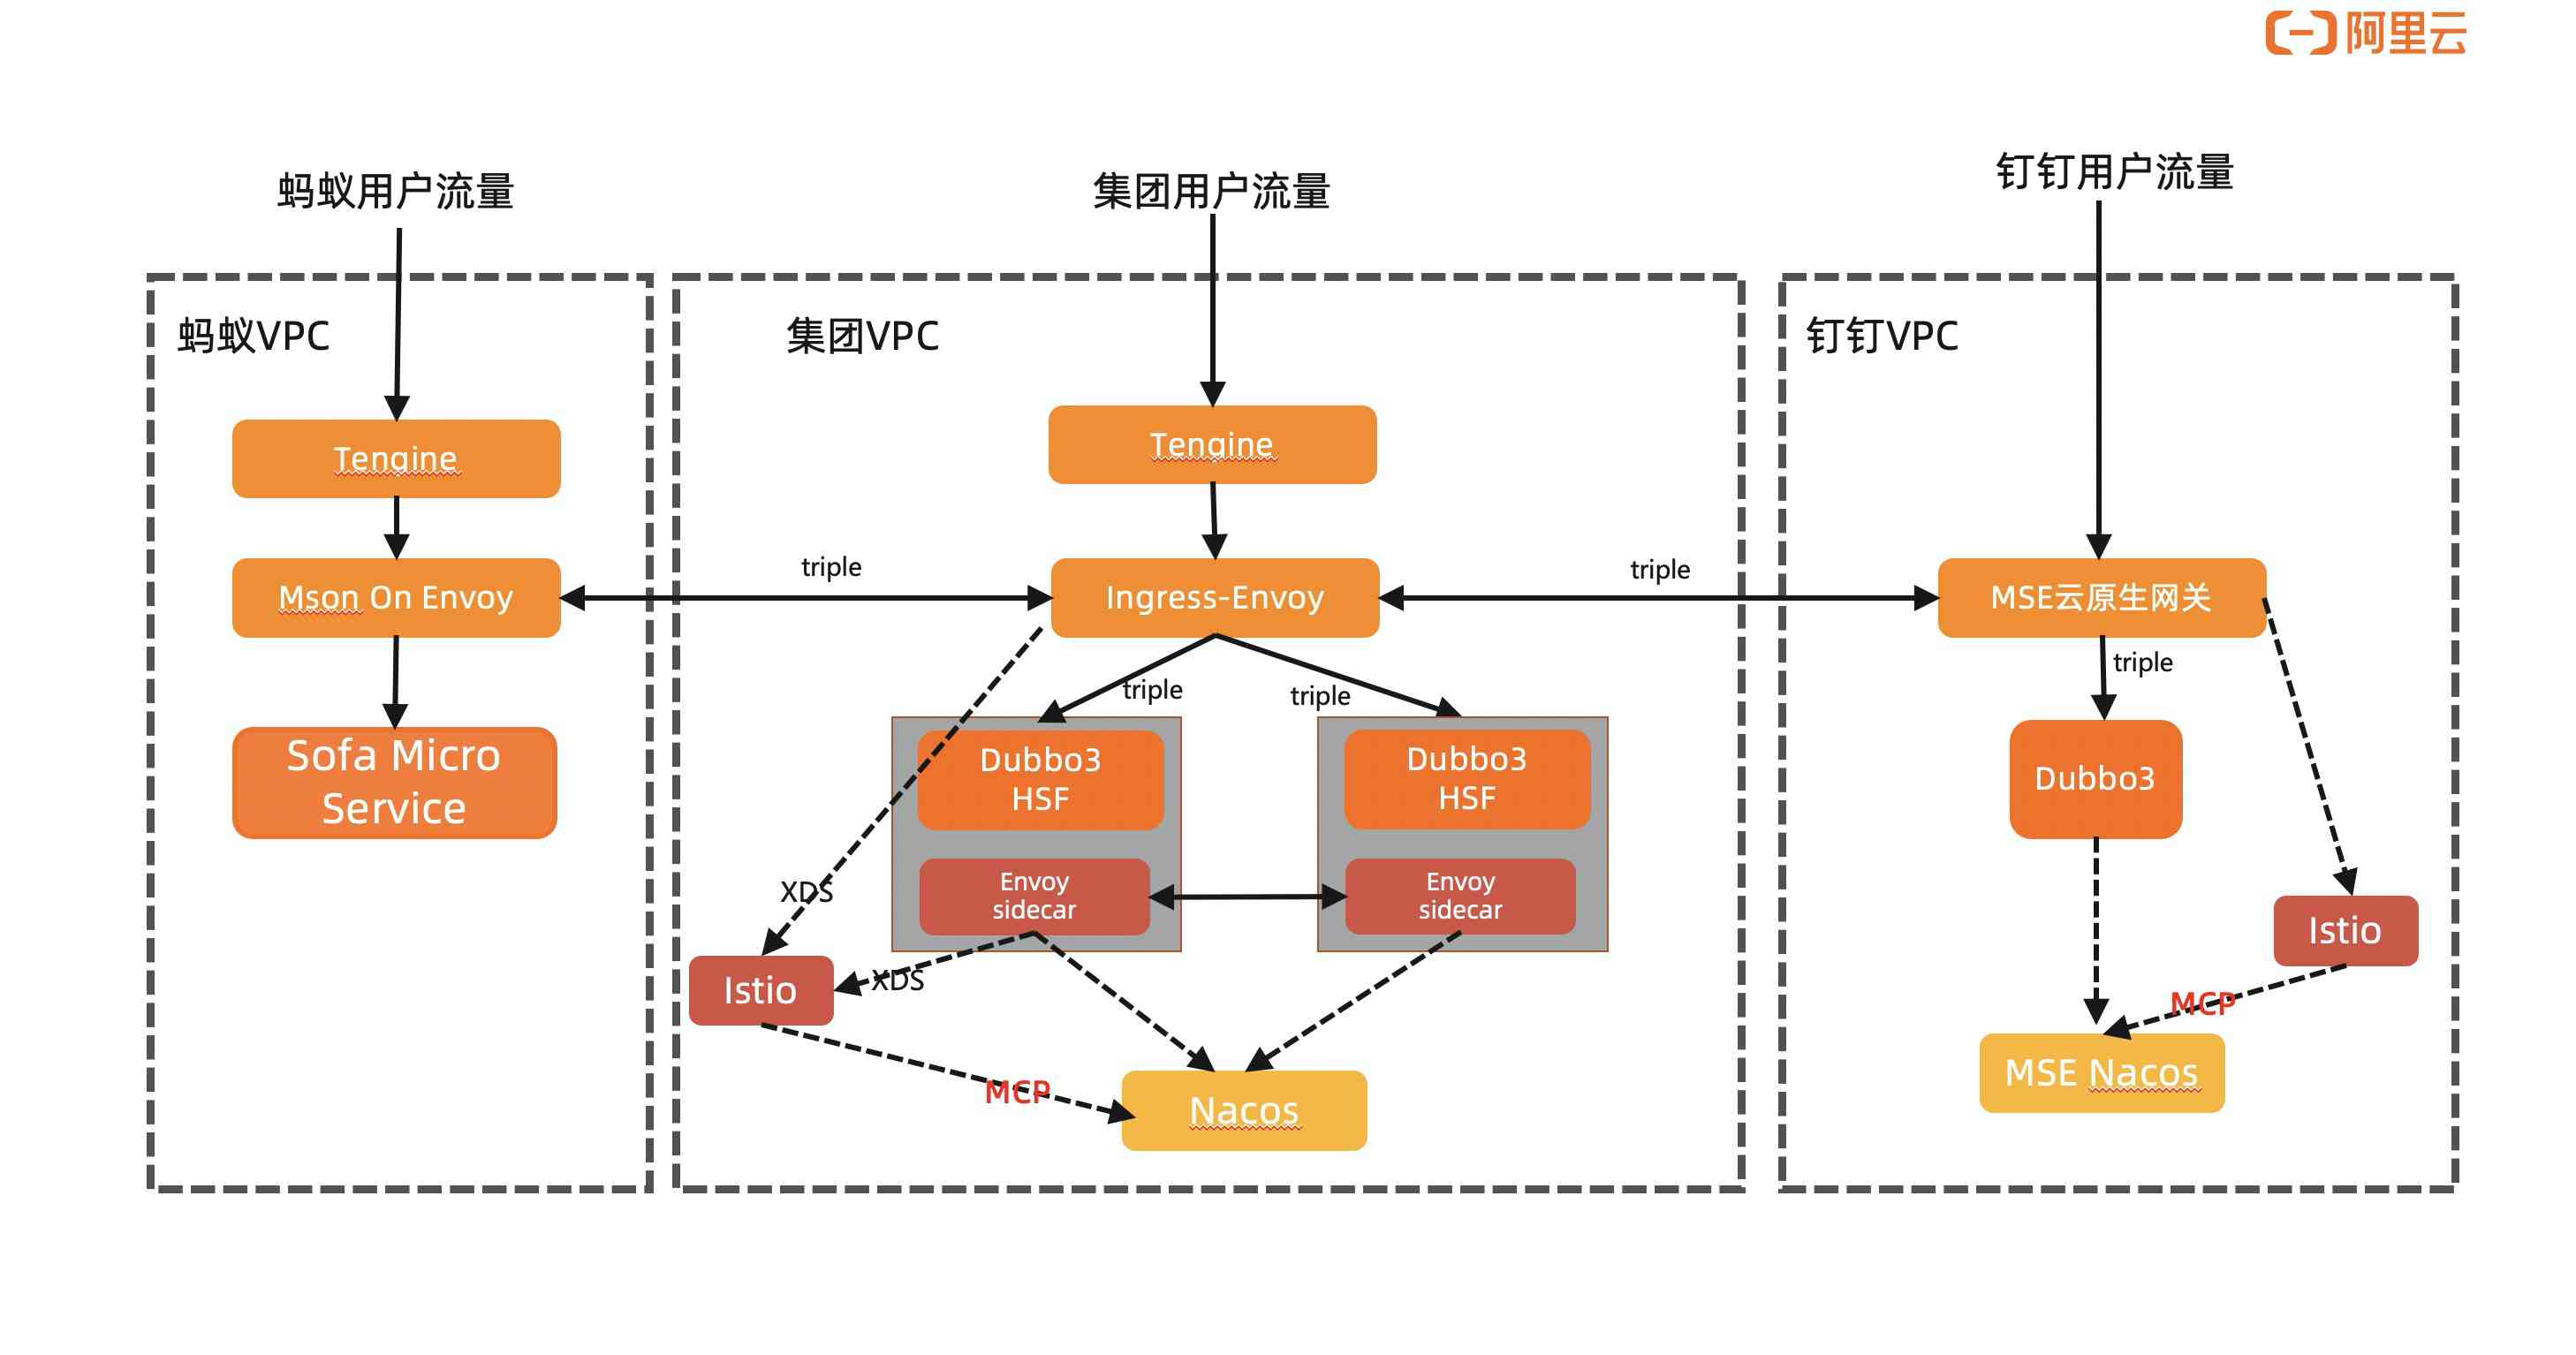 阿里云
蚂蚁用户流量
集团用户流量
钉钉用户流量
蚂蚁VPC
集团VPC
钉钉VPC
Tengine
Tengine
Mson On Envoy
triple
Ingress-Envoy
triple
MSE云原生网关
triple
triple
triple
Sofa Micro
Service
Dubbo3
HSF
Dubbo3
HSF
Dubbo3
XDS
Envoy
sidecar
Envoy
sidecar
Istio
XDS
Istio
MCP
MCP
Nacos
MSE Nacos